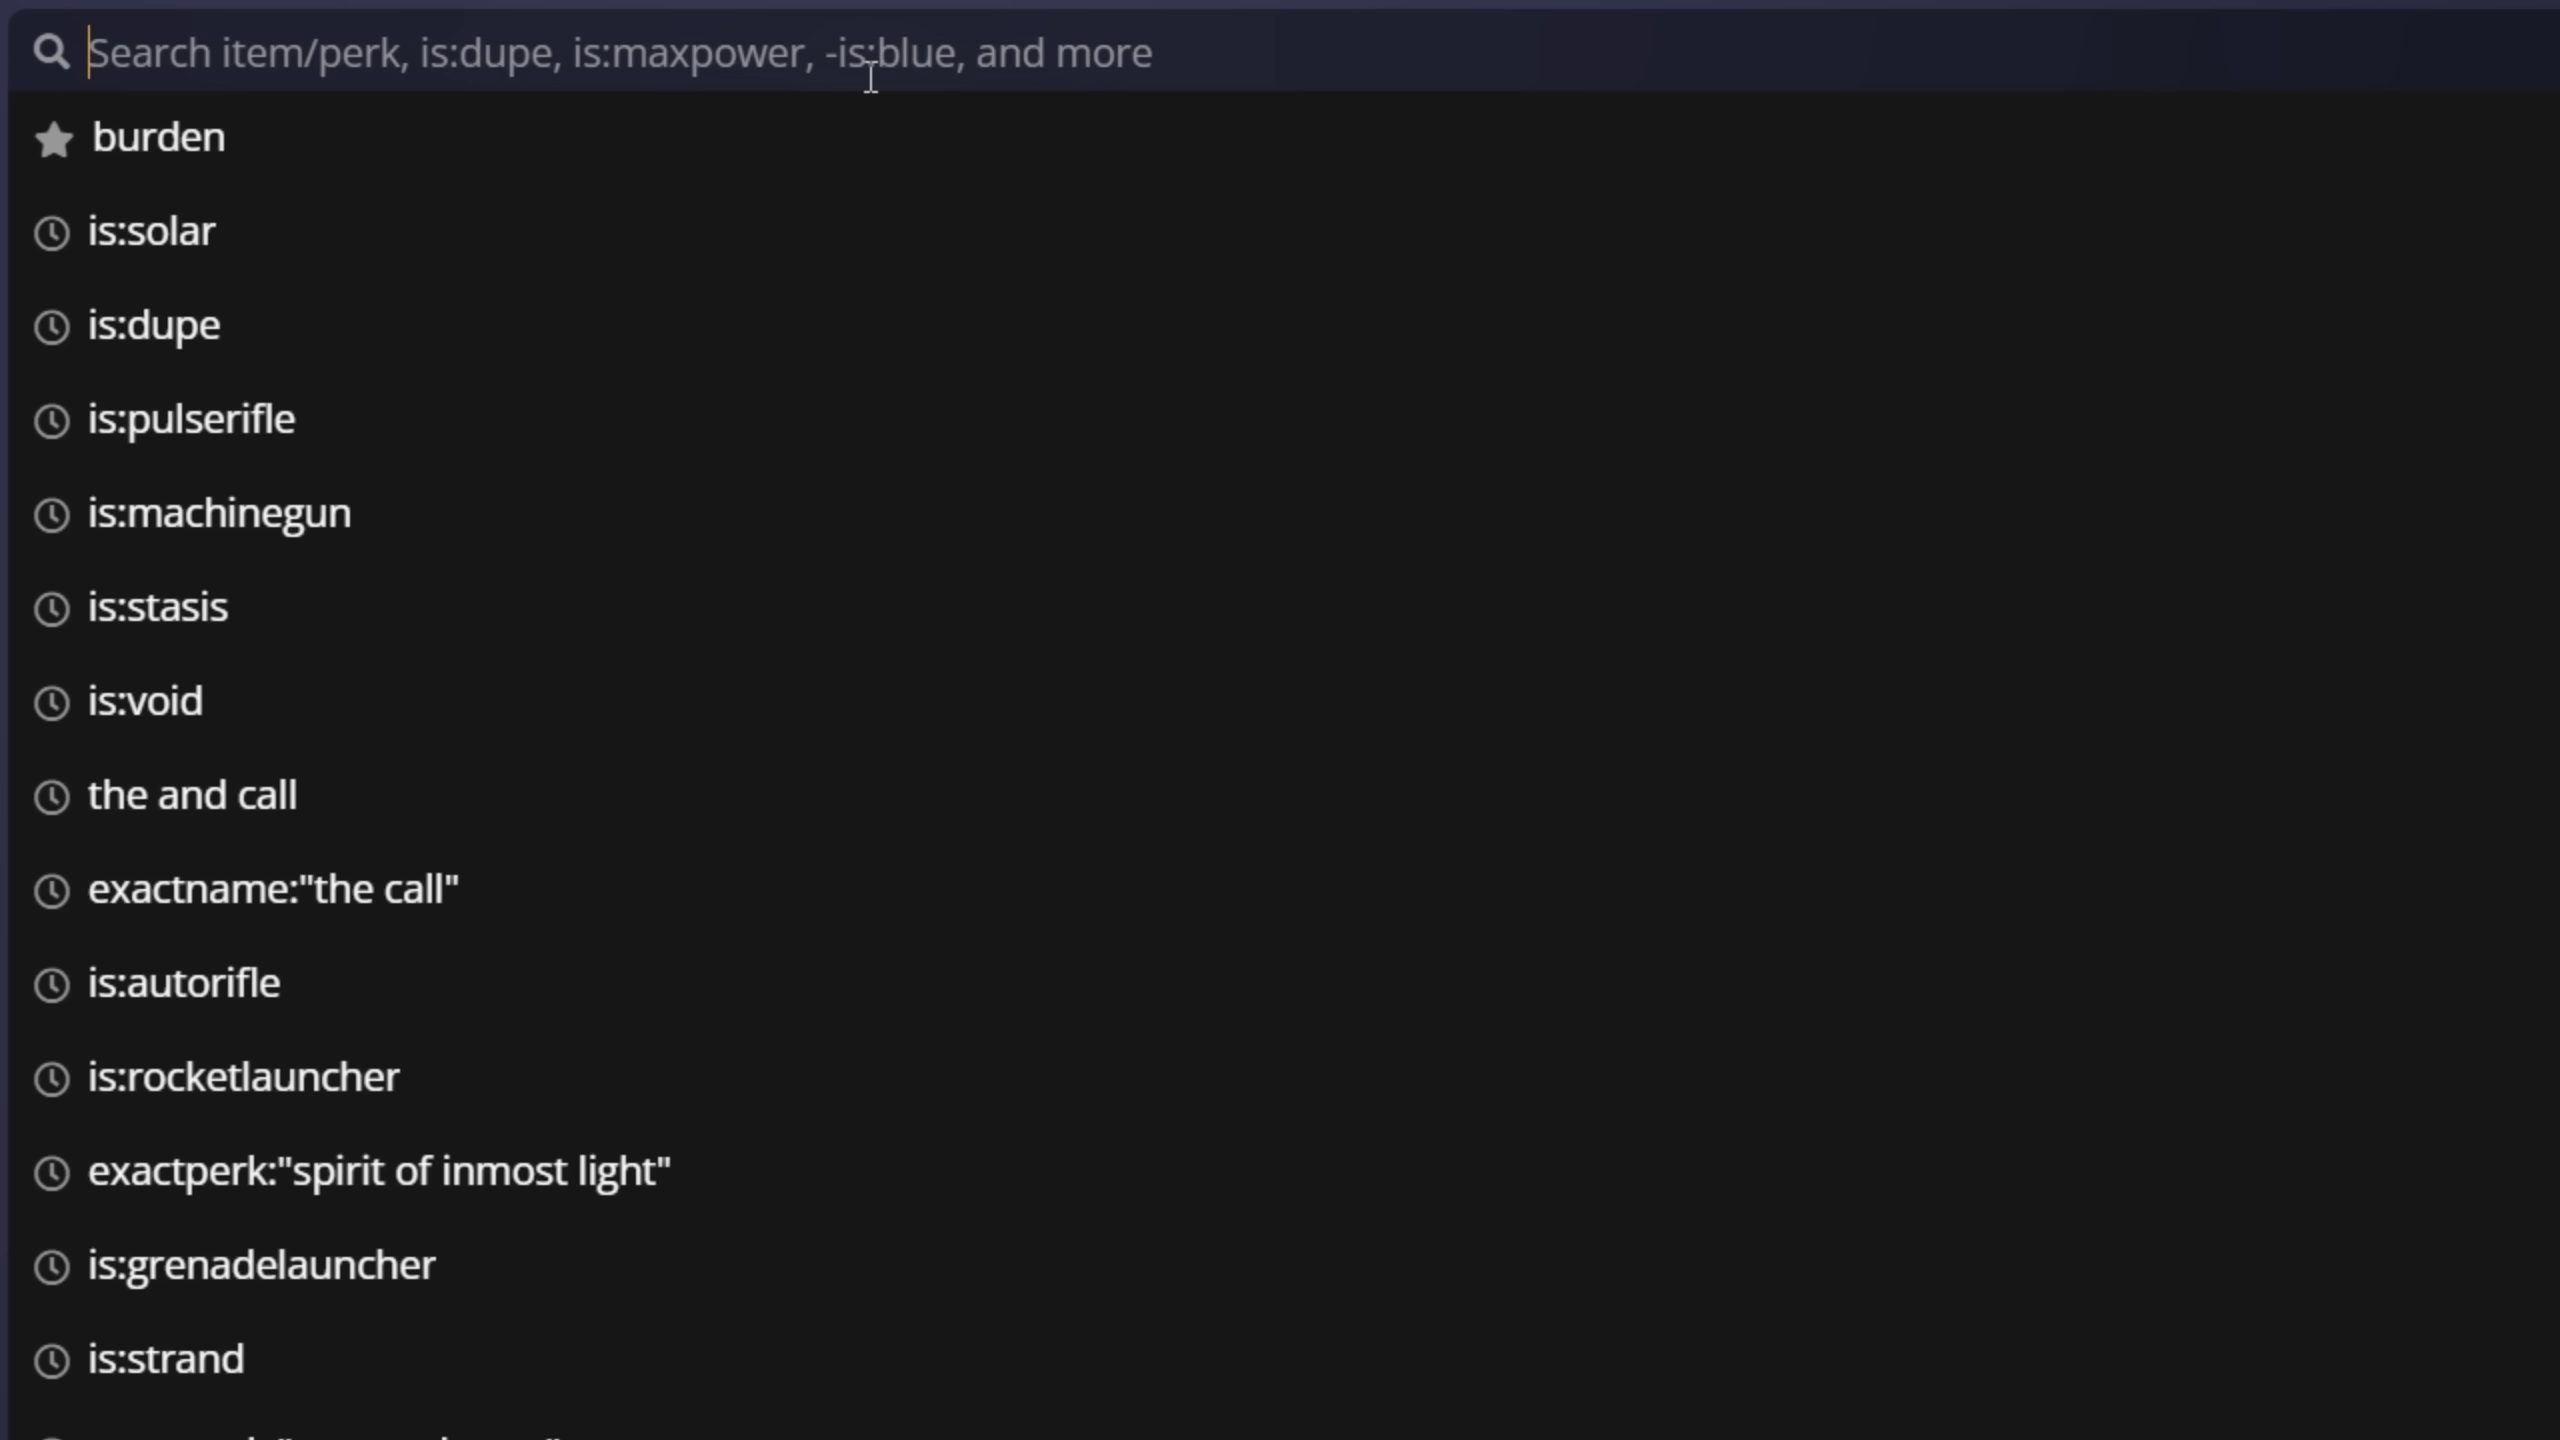 Search item/perk, is:dupe, is:maxpower, -is:blue, and more
burden
is:solar
is:dupe
is:pulserifle
is:machinegun
is:stasis
is:void
the and call
exactname:"the call"
is:autorifle
is:rocketlauncher
exactperk:"spirit of inmost light"
is:grenadelauncher
is:strand